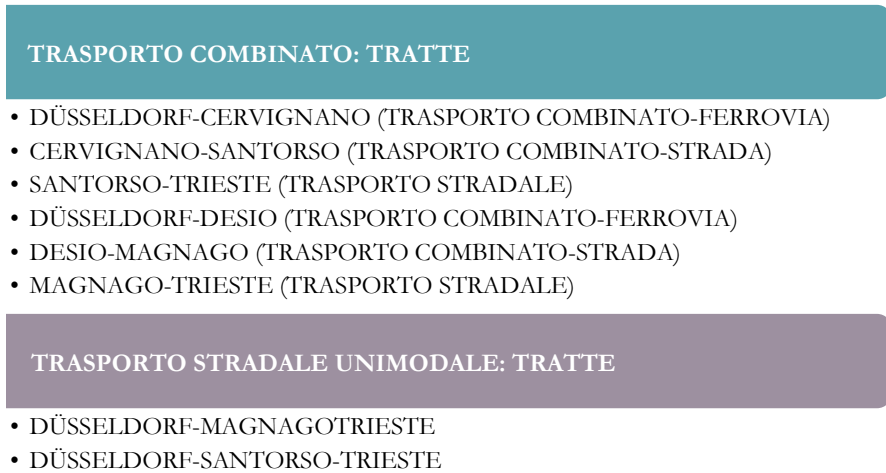 TRASPORTO COMBINATO: TRATTE
• DÜSSELDORF-CERVIGNANO (TRASPORTO COMBINATO-FERROVIA)
• CERVIGNANO-SANTORSO (TRASPORTO COMBINATO-STRADA)
• SANTORSO-TRIESTE (TRASPORTO STRADALE)
• DÜSSELDORF-DESIO (TRASPORTO COMBINATO-FERROVIA)
• DESIO-MAGNAGO (TRASPORTO COMBINATO-STRADA)
• MAGNAGO-TRIESTE (TRASPORTO STRADALE)
TRASPORTO STRADALE UNIMODALE: TRATTE
• DÜSSELDORF-MAGNAGOTRIESTE
• DÜSSELDORF-SANTORSO-TRIESTE